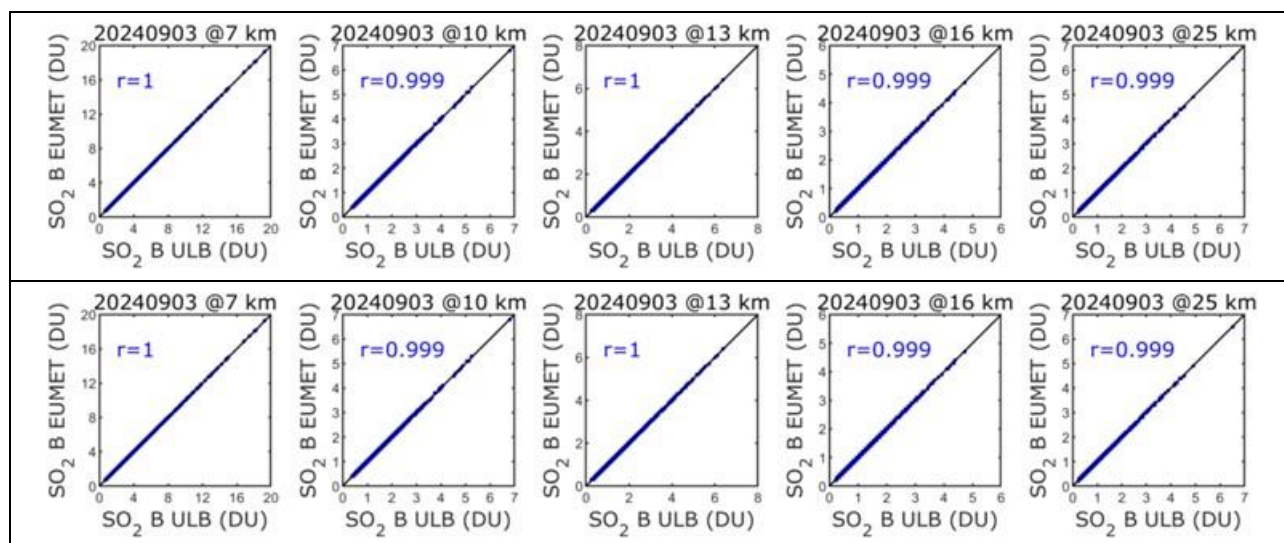 20240903 @7 km
20
16
12
8
4
0
0 4 8 12 16 20
r=1
SO₂ B EUMET (DU)
SO₂ B ULB (DU)
20240903 @10 km
7
6
5
4
3
2
1
0
0 1 2 3 4 5 6 7
r=0.999
SO₂ B EUMET (DU)
SO₂ B ULB (DU)
20240903 @13 km
8
6
4
2
0
0 2 4 6 8
r=1
SO₂ B EUMET (DU)
SO₂ B ULB (DU)
20240903 @16 km
6
5
4
3
2
1
0
0 1 2 3 4 5 6
r=0.999
SO₂ B EUMET (DU)
SO₂ B ULB (DU)
20240903 @25 km
7
6
5
4
3
2
1
0
0 1 2 3 4 5 6 7
r=0.999
SO₂ B EUMET (DU)
SO₂ B ULB (DU)
20240903 @7 km
20
16
12
8
4
0
0 4 8 12 16 20
r=1
SO₂ B EUMET (DU)
SO₂ B ULB (DU)
20240903 @10 km
7
6
5
4
3
2
1
0
0 1 2 3 4 5 6 7
r=0.999
SO₂ B EUMET (DU)
SO₂ B ULB (DU)
20240903 @13 km
8
6
4
2
0
0 2 4 6 8
r=1
SO₂ B EUMET (DU)
SO₂ B ULB (DU)
20240903 @16 km
6
5
4
3
2
1
0
0 1 2 3 4 5 6
r=0.999
SO₂ B EUMET (DU)
SO₂ B ULB (DU)
20240903 @25 km
7
6
5
4
3
2
1
0
0 1 2 3 4 5 6 7
r=0.999
SO₂ B EUMET (DU)
SO₂ B ULB (DU)